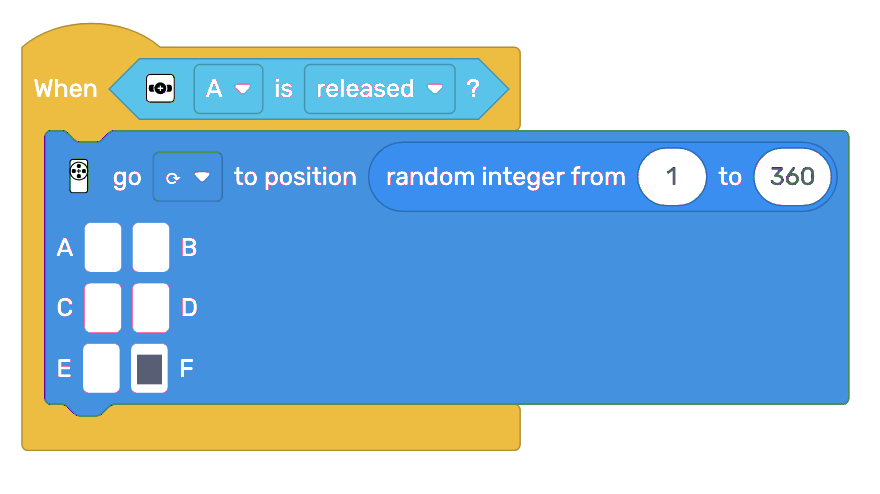 When A is released ?
go ⟳ to position random integer from 1 to 360
A B
C D
E F